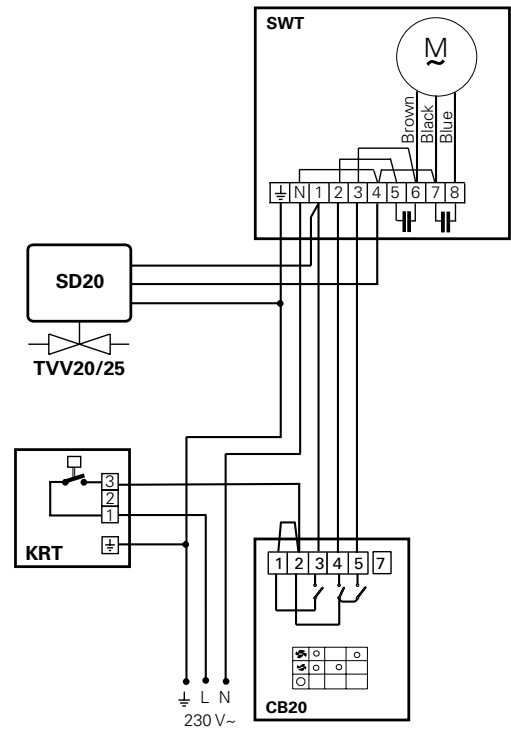 SWT
M
~
Brown
Black
Blue
N 1 2 3 4 5 6 7 8
SD20
TVV20/25
3
2
1
KRT
1 2 3 4 5 7
L N
230 V~
CB20